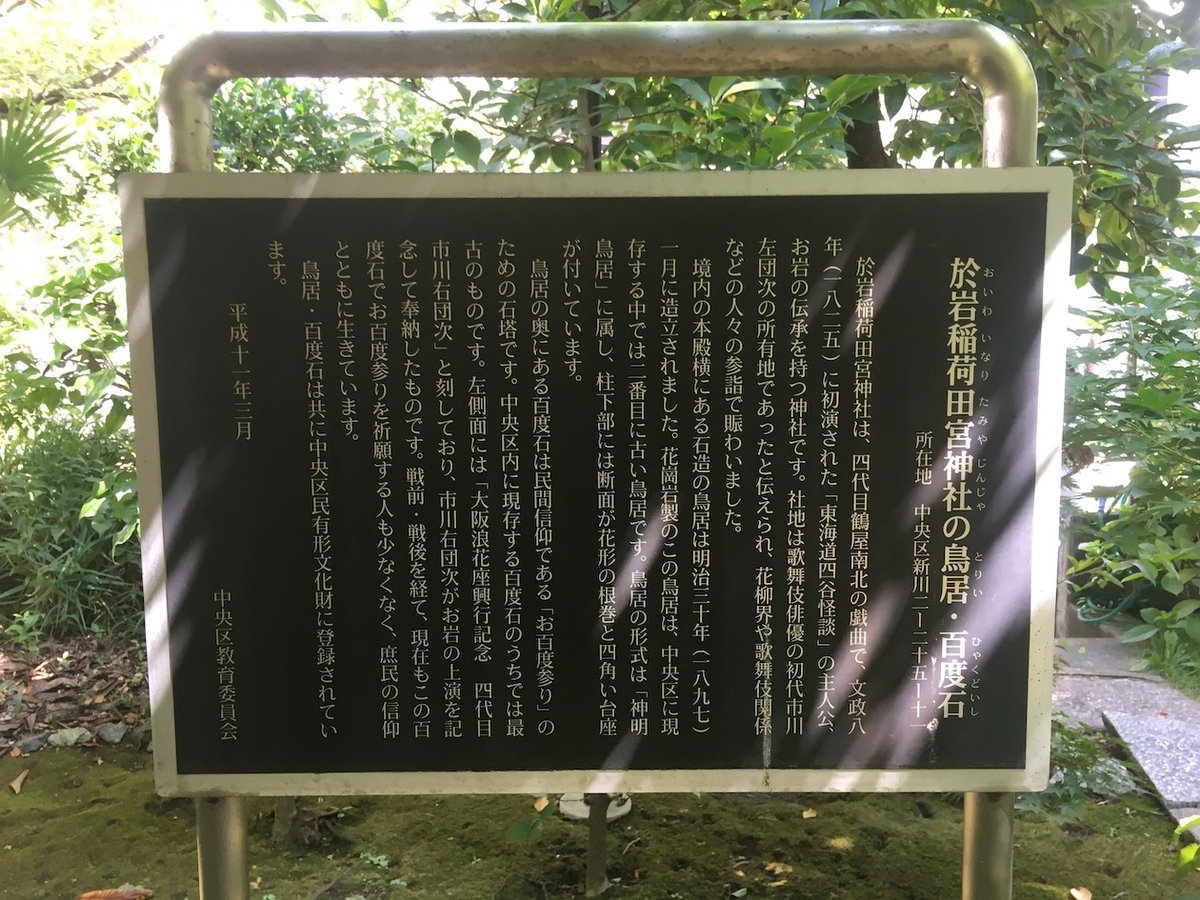 於岩稲荷田宮神社の鳥居・百度石
おいわ いなり たみや じんじゃ とりい ひゃくどいし
所在地 中央区新川二ー二十五ー十一
於岩稲荷田宮神社は、四代目鶴屋南北の戯曲で、文政八
年（一八二五）に初演された「東海道四谷怪談」の主人公、
お岩の伝承を持つ神社です。社地は歌舞伎俳優の初代市川
左団次の所有地であったと伝えられ、花柳界や歌舞伎関係
などの人々の参詣で賑わいました。
境内の本殿横にある石造の鳥居は明治三十年（一八九七）
一月に造立されました。花崗岩製のこの鳥居は、中央区に現
存する中では二番目に古い鳥居です。鳥居の形式は「神明
鳥居」に属し、柱下部には断面が花形の根巻と四角い台座
が付いています。
鳥居の奥にある百度石は民間信仰である「お百度参り」の
ための石塔です。中央区内に現存する百度石のうちでは最
古のものです。左側面には「大阪浪花座興行記念 四代目
市川右団次」と刻しており、市川右団次がお岩の上演を記
念して奉納したものです。戦前・戦後を経て、現在もこの百
度石でお百度参りを祈願する人も少なくなく、庶民の信仰
とともに生きています。
鳥居・百度石は共に中央区民有形文化財に登録されてい
ます。
平成十一年三月
中央区教育委員会